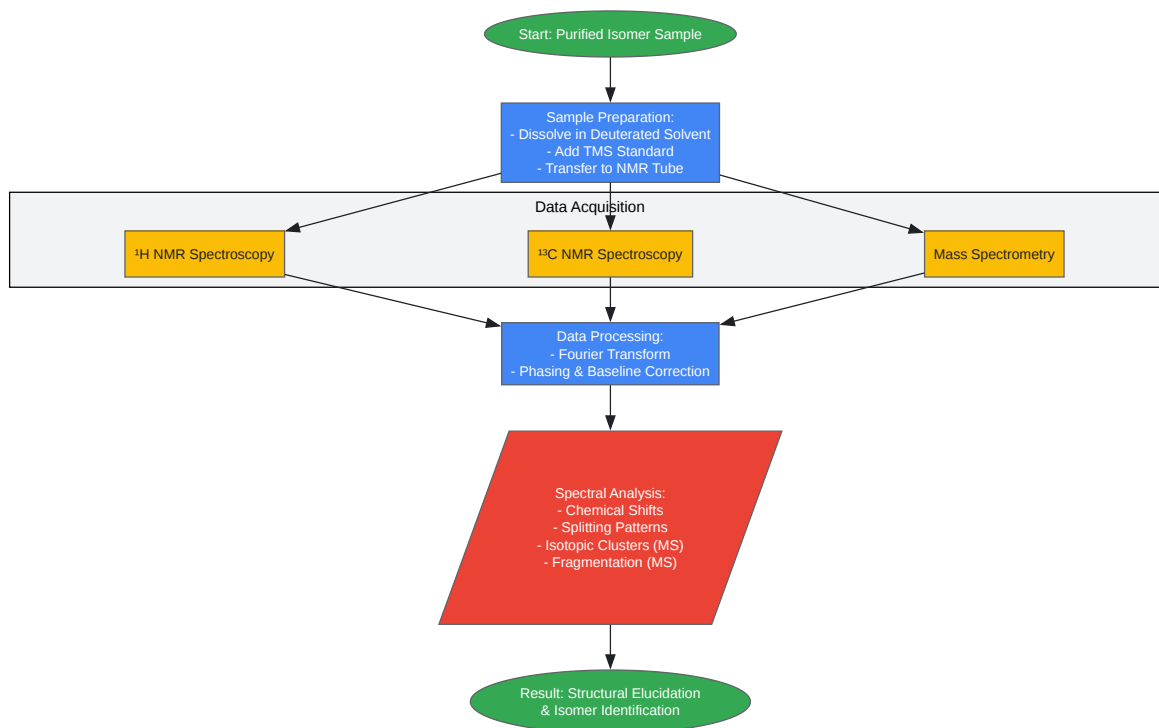 Start: Purified Isomer Sample
Sample Preparation:
- Dissolve in Deuterated Solvent
- Add TMS Standard
- Transfer to NMR Tube
Data Acquisition
¹H NMR Spectroscopy
¹³C NMR Spectroscopy
Mass Spectrometry
Data Processing:
- Fourier Transform
- Phasing & Baseline Correction
Spectral Analysis:
- Chemical Shifts
- Splitting Patterns
- Isotopic Clusters (MS)
- Fragmentation (MS)
Result: Structural Elucidation
& Isomer Identification